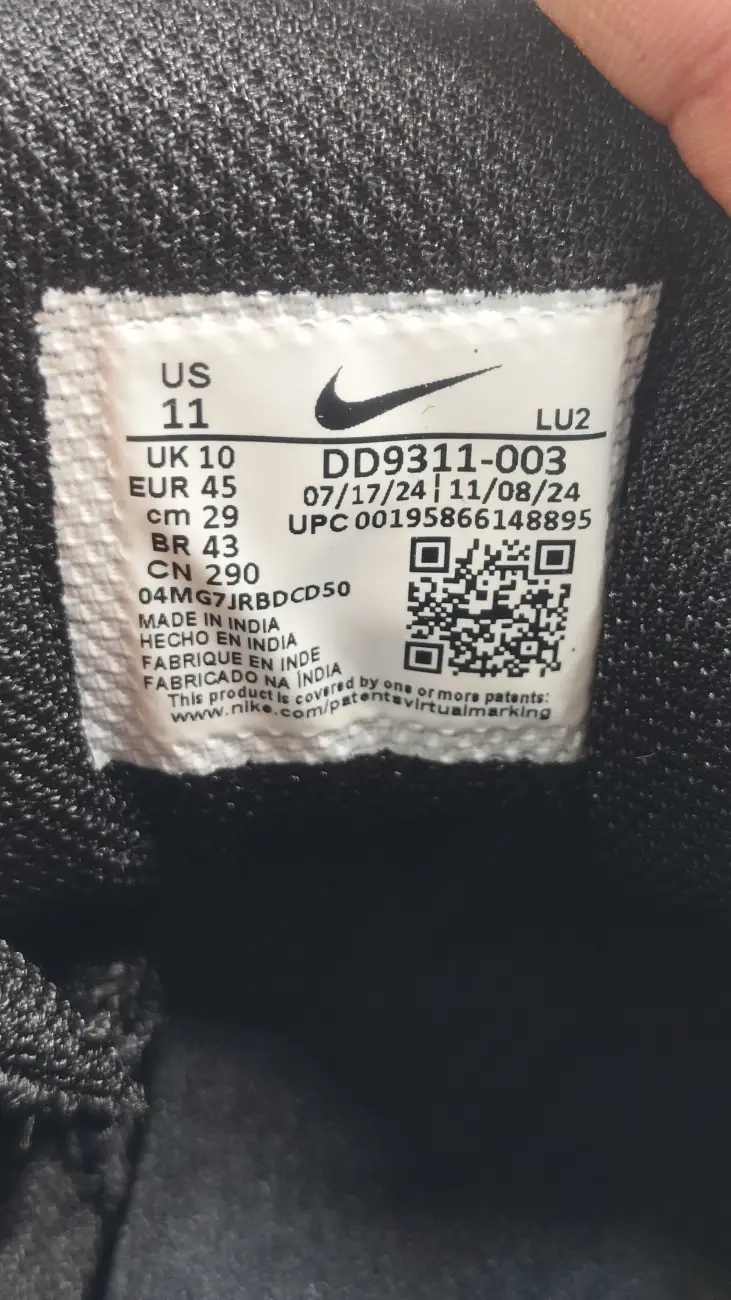 US
11
LU2
UK 10
EUR 45
cm 29
BR 43
CN 290
DD9311-003
07/17/24 | 11/08/24
UPC 00195866148895
04MG7JRBDCD50
MADE IN INDIA
HECHO EN INDIA
FABRIQUE EN INDE
FABRICADO NA ÍNDIA
This product is covered by one or more patents:
www.nike.com/patentsvirtualmarking